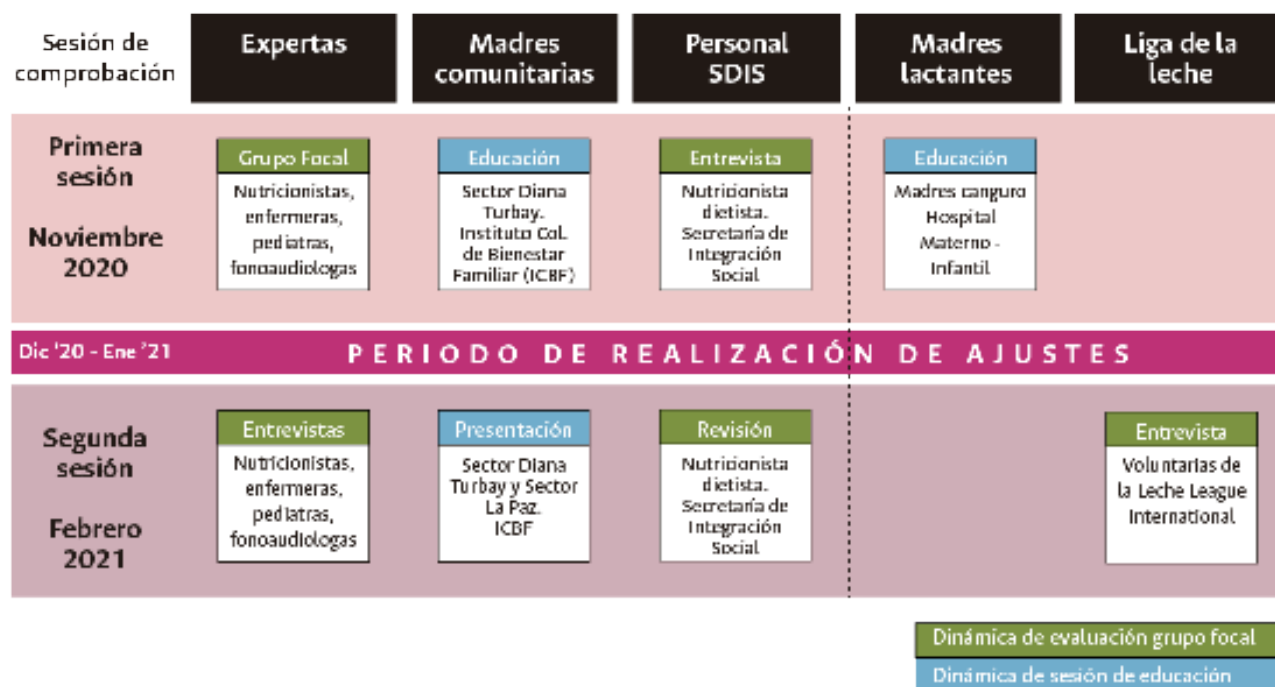 Sesión de
comprobación
Expertas
Madres
comunitarias
Personal
SDIS
Madres
lactantes
Liga de la
leche
Primera
sesión
Noviembre
2020
Grupo Focal
Nutricionistas,
enfermeras,
pediatras,
fonoaudiologas
Educación
Sector Diana
Turbay.
Instituto Col.
de Bienestar
Familiar (ICBF)
Entrevista
Nutricionista
dietista.
Secretaría de
Integración
Social
Educación
Madres canguro
Hospital
Materno -
Infantil
Dic '20 - Ene '21
PERIODO DE REALIZACIÓN DE AJUSTES
Segunda
sesión
Febrero
2021
Entrevistas
Nutricionistas,
enfermeras,
pediatras,
fonoaudiologas
Presentación
Sector Diana
Turbay y Sector
La Paz.
ICBF
Revisión
Nutricionista
dietista.
Secretaría de
Integración
Social
Entrevista
Voluntarias de
la Leche League
International
Dinámica de evaluación grupo focal
Dinámica de sesión de educación